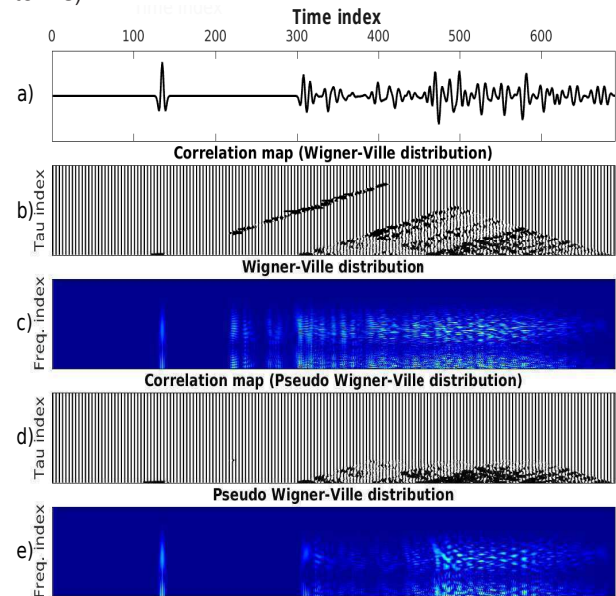 Time index
0 100 200 300 400 500 600
a)
Correlation map (Wigner-Ville distribution)
b)
Tau index
Wigner-Ville distribution
c)
Freq. index
Correlation map (Pseudo Wigner-Ville distribution)
d)
Tau index
Pseudo Wigner-Ville distribution
e)
Freq. index